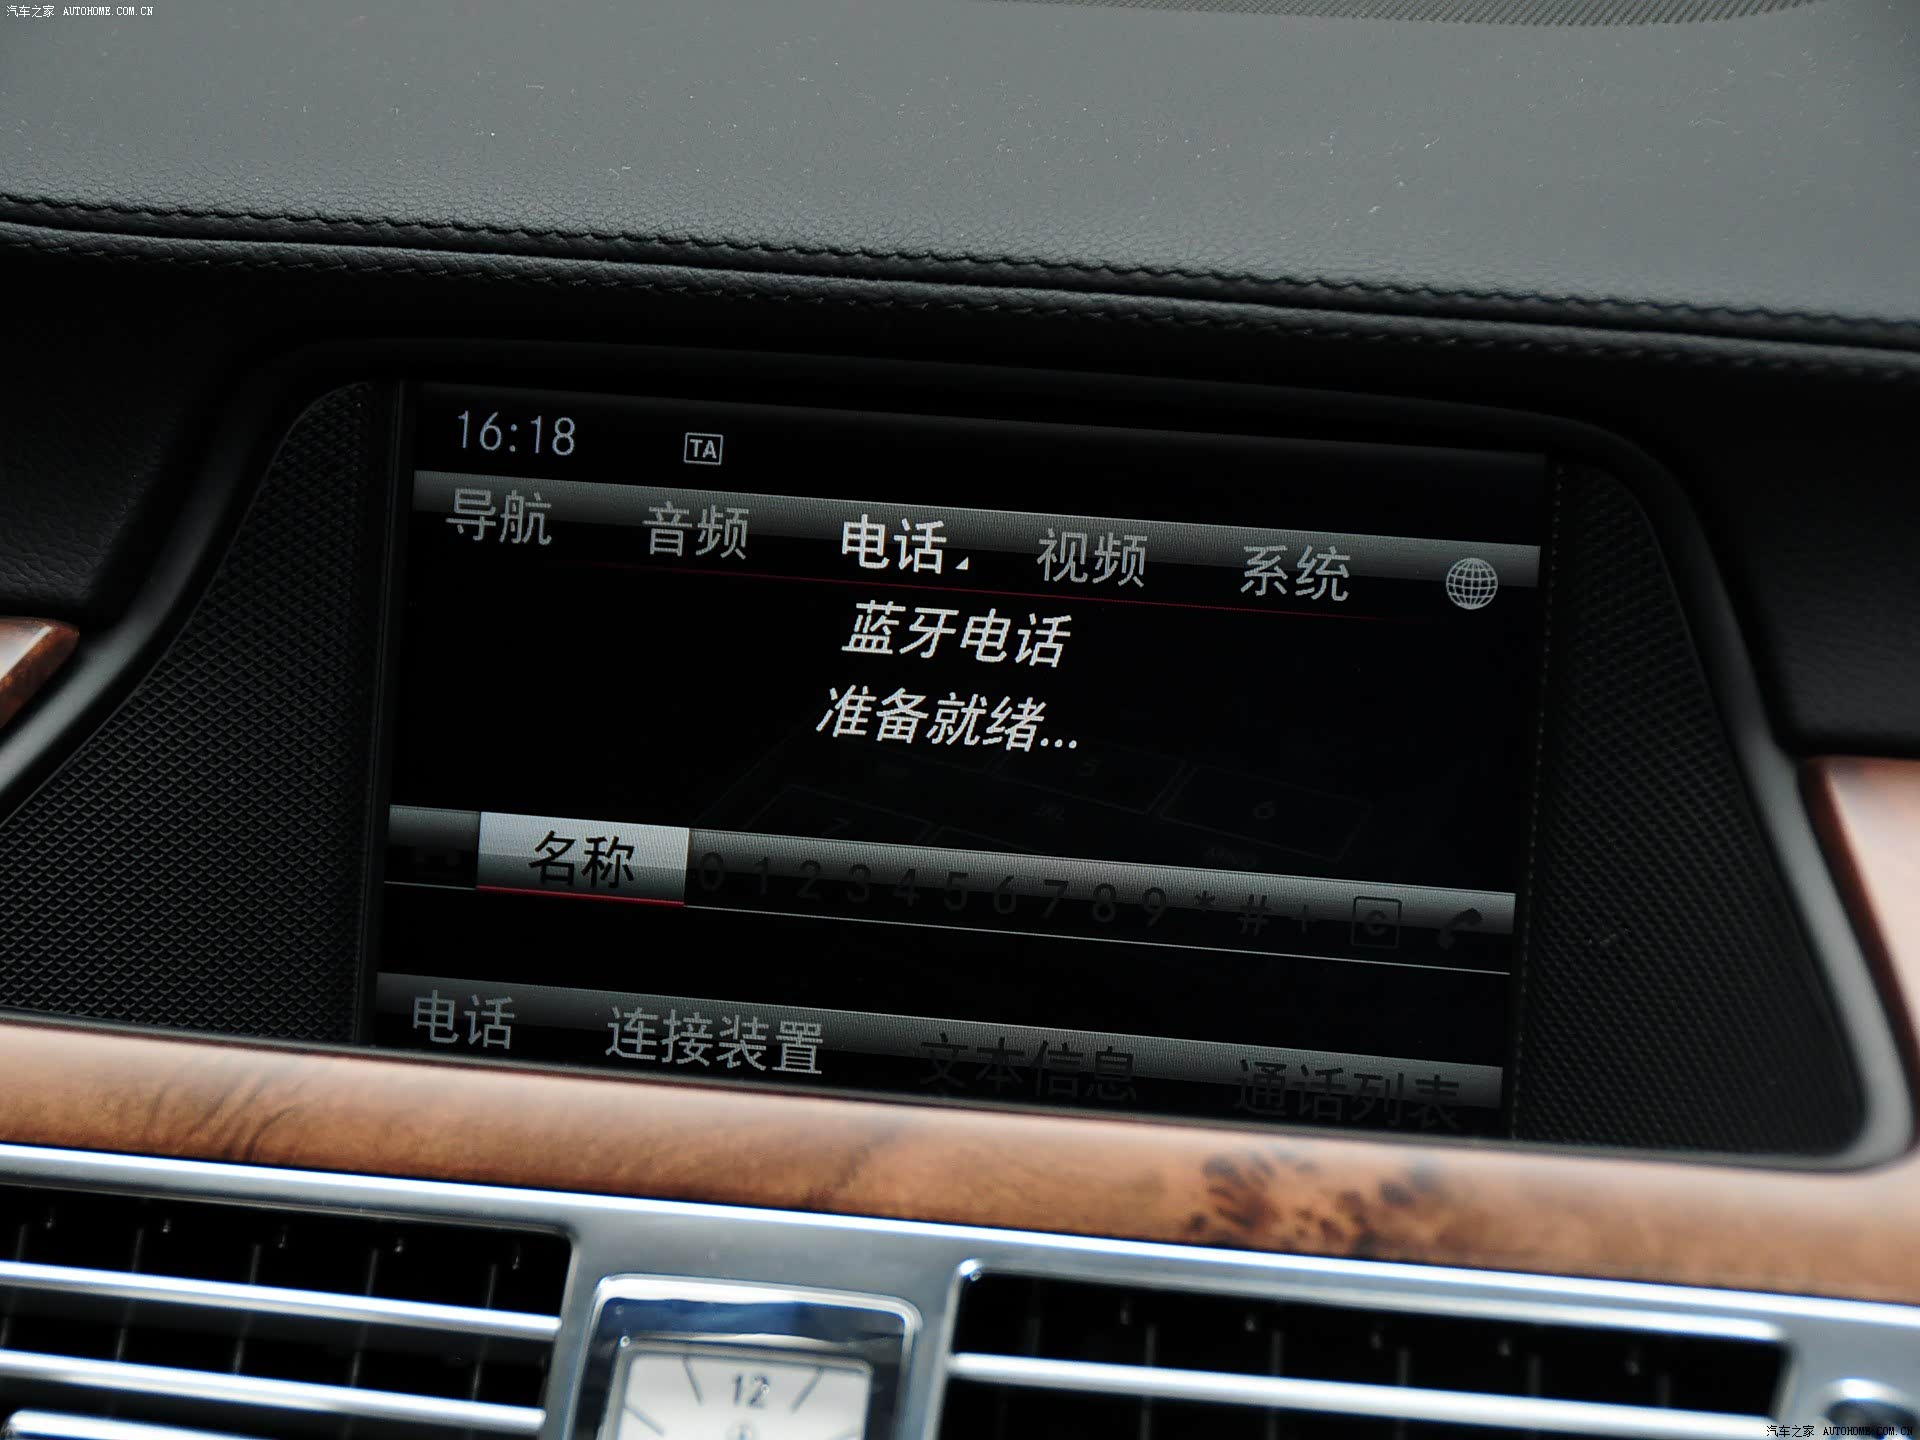 汽车之家 AUTOHOME.COM.CN
16:18 TA
导航 音频 电话 视频 系统
蓝牙电话
准备就绪...
名称 0 1 2 3 4 5 6 7 8 9 * # + C
电话 连接装置 文本信息 通话列表
12
汽车之家 AUTOHOME.COM.CN